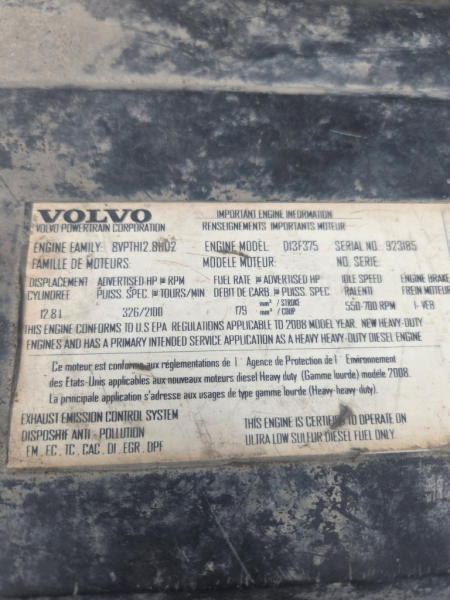 VOLVO
VOLVO POWERTRAIN CORPORATION
IMPORTANT ENGINE INFORMATION
RENSEIGNEMENTS IMPORTANTS MOTEUR
ENGINE FAMILY: 8VPTH12.8H02 ENGINE MODEL: D13F375 SERIAL NO. 923185
FAMILLE DE MOTEURS: MODELE MOTEUR: NO. SERIE:
DISPLACEMENT ADVERTISED HP @ RPM FUEL RATE @ ADVERTISED HP IDLE SPEED ENGINE BRAKE
CYLINDREE PUISS. SPEC. @ TOURS/MIN DEBIT DE CARB. @ PUISS. SPEC. RALENTI FREIN MOTEUR
12.8 l 326/2100 179 mm³ / STROKE mm³ / COUP 550-700 RPM 1-VEB
THIS ENGINE CONFORMS TO U.S EPA REGULATIONS APPLICABLE TO 2008 MODEL YEAR. NEW HEAVY-DUTY
ENGINES AND HAS A PRIMARY INTENDED SERVICE APPLICATION AS A HEAVY HEAVY-DUTY DIESEL ENGINE
Ce moteur est conforme aux réglementations de l' Agence de Protection de l' Environnement
des Etats-Unis applicables aux nouveaux moteurs diesel Heavy duty (Gamme lourde) modèle 2008.
La principale application s'adresse aux usages de type gamme lourde (Heavy-heavy-duty).
EXHAUST EMISSION CONTROL SYSTEM
DISPOSITIF ANTI - POLLUTION
EM , EC , TC , CAC , DI , EGR , DPF
THIS ENGINE IS CERTIFIED TO OPERATE ON
ULTRA LOW SULFUR DIESEL FUEL ONLY.